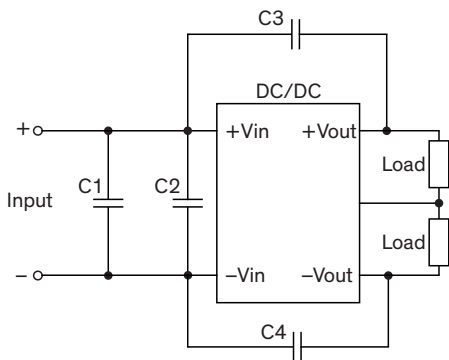 C3
DC/DC
+
+Vin
+Vout
Load
C1
C2
Input
Load
–
–Vin
–Vout
C4